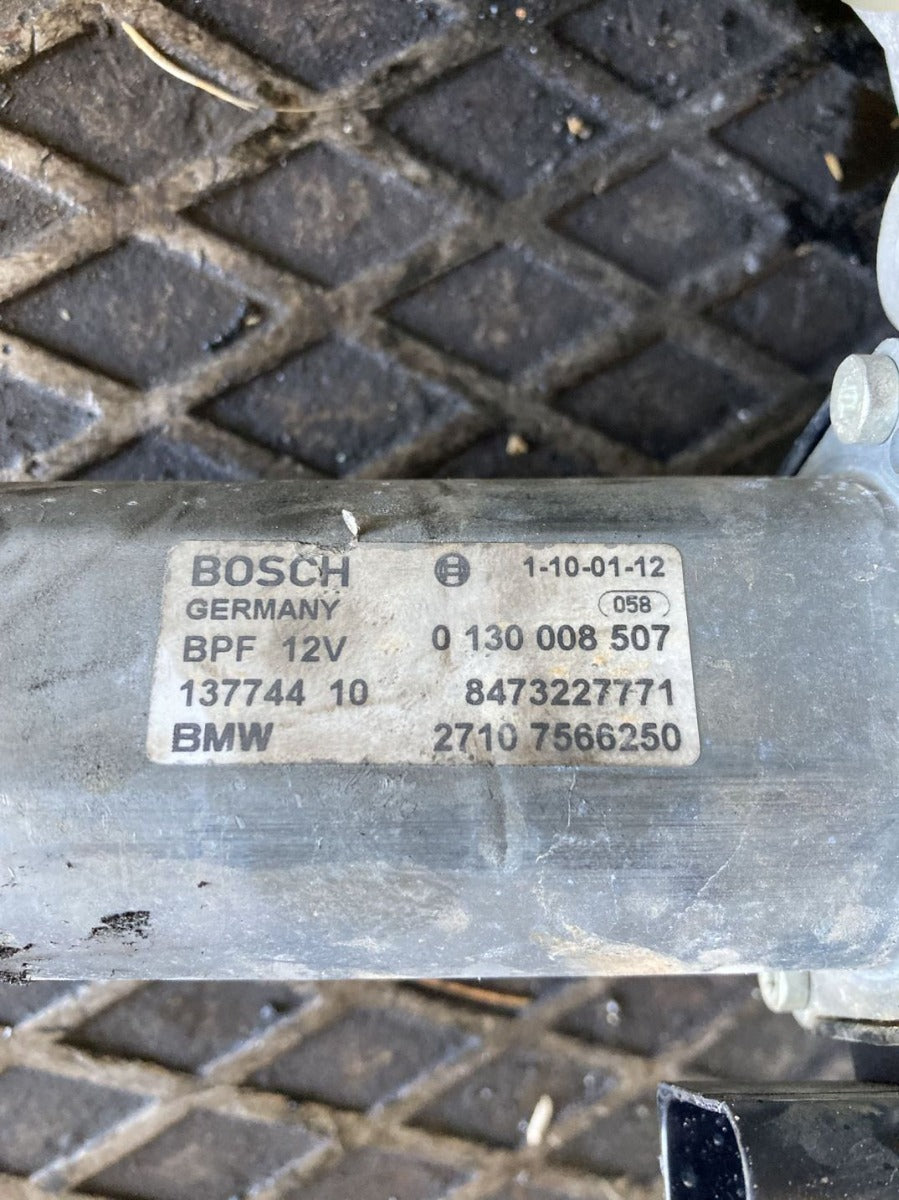 BOSCH 1-10-01-12
GERMANY 058
BPF 12V 0 130 008 507
137744 10 8473227771
BMW 2710 7566250